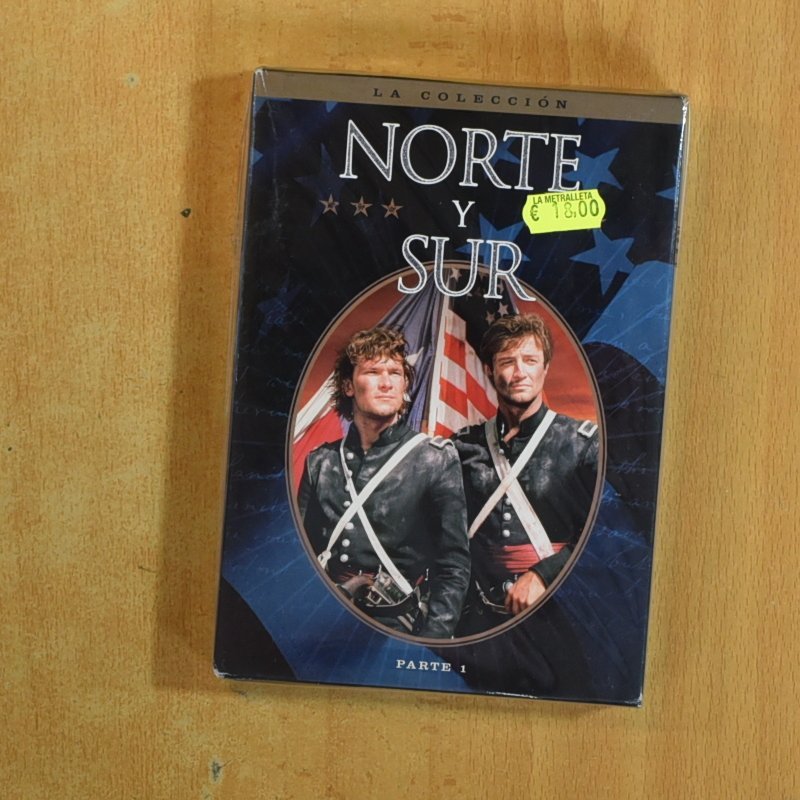 LA COLECCIÓN
NORTE
LA METRALLETA
€ 18,00
Y
SUR
PARTE 1